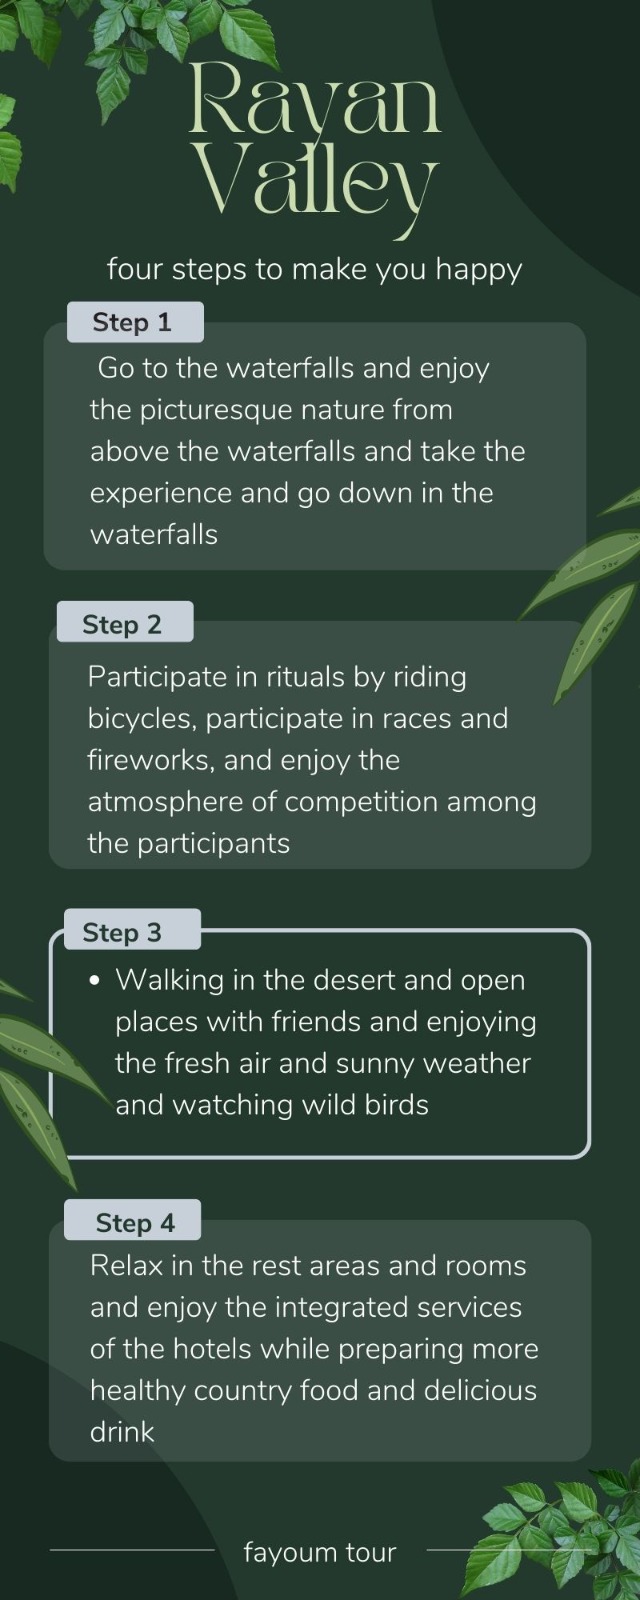 Rayan
Valley
four steps to make you happy
Step 1
Go to the waterfalls and enjoy
the picturesque nature from
above the waterfalls and take the
experience and go down in the
waterfalls
Step 2
Participate in rituals by riding
bicycles, participate in races and
fireworks, and enjoy the
atmosphere of competition among
the participants
Step 3
• Walking in the desert and open
places with friends and enjoying
the fresh air and sunny weather
and watching wild birds
Step 4
Relax in the rest areas and rooms
and enjoy the integrated services
of the hotels while preparing more
healthy country food and delicious
drink
fayoum tour